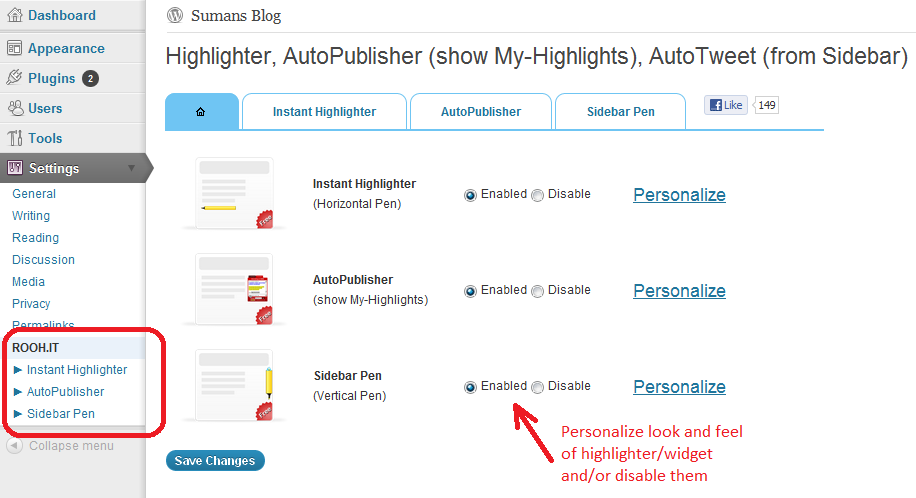 Dashboard
Appearance
Plugins 2
Users
Tools
Settings
General
Writing
Reading
Discussion
Media
Privacy
Permalinks
ROOH.IT
Instant Highlighter
AutoPublisher
Sidebar Pen
Collapse menu
Sumans Blog
Highlighter, AutoPublisher (show My-Highlights), AutoTweet (from Sidebar)
Instant Highlighter
AutoPublisher
Sidebar Pen
Like 149
Free
Instant Highlighter
(Horizontal Pen)
Enabled Disable
Personalize
Free
AutoPublisher
(show My-Highlights)
Enabled Disable
Personalize
Free
Sidebar Pen
(Vertical Pen)
Enabled Disable
Personalize
Personalize look and feel
of highlighter/widget
and/or disable them
Save Changes